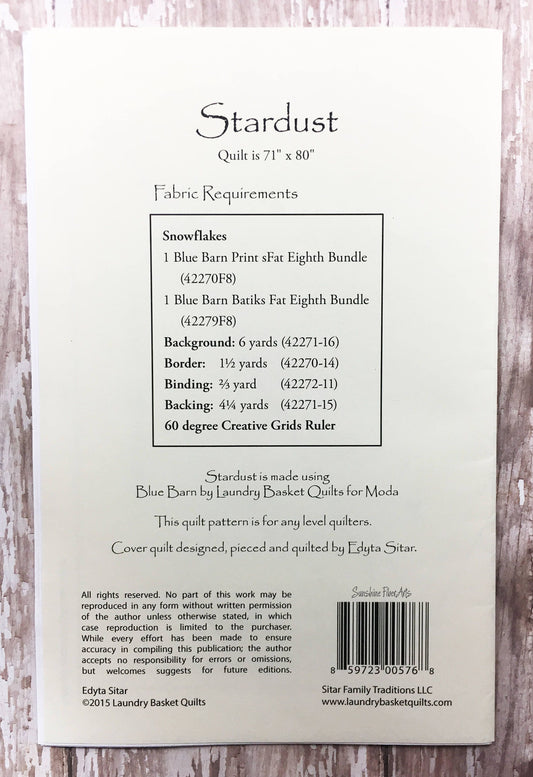 Stardust
Quilt is 71" x 80"
Fabric Requirements
Snowflakes
1 Blue Barn Print sFat Eighth Bundle
(42270F8)
1 Blue Barn Batiks Fat Eighth Bundle
(42279F8)
Background: 6 yards (42271-16)
Border: 1½ yards (42270-14)
Binding: ⅔ yard (42272-11)
Backing: 4¼ yards (42271-15)
60 degree Creative Grids Ruler
Stardust is made using
Blue Barn by Laundry Basket Quilts for Moda
This quilt pattern is for any level quilters.
Cover quilt designed, pieced and quilted by Edyta Sitar.
All rights reserved. No part of this work may be
reproduced in any form without written permission
of the author unless otherwise stated, in which
case reproduction is limited to the purchaser.
While every effort has been made to ensure
accuracy in compiling this publication; the author
accepts no responsibility for errors or omissions,
but welcomes suggests for future editions.
Edyta Sitar
©2015 Laundry Basket Quilts
Sunshine Fiber Arts
8 59723 00576 8
Sitar Family Traditions LLC
www.laundrybasketquilts.com